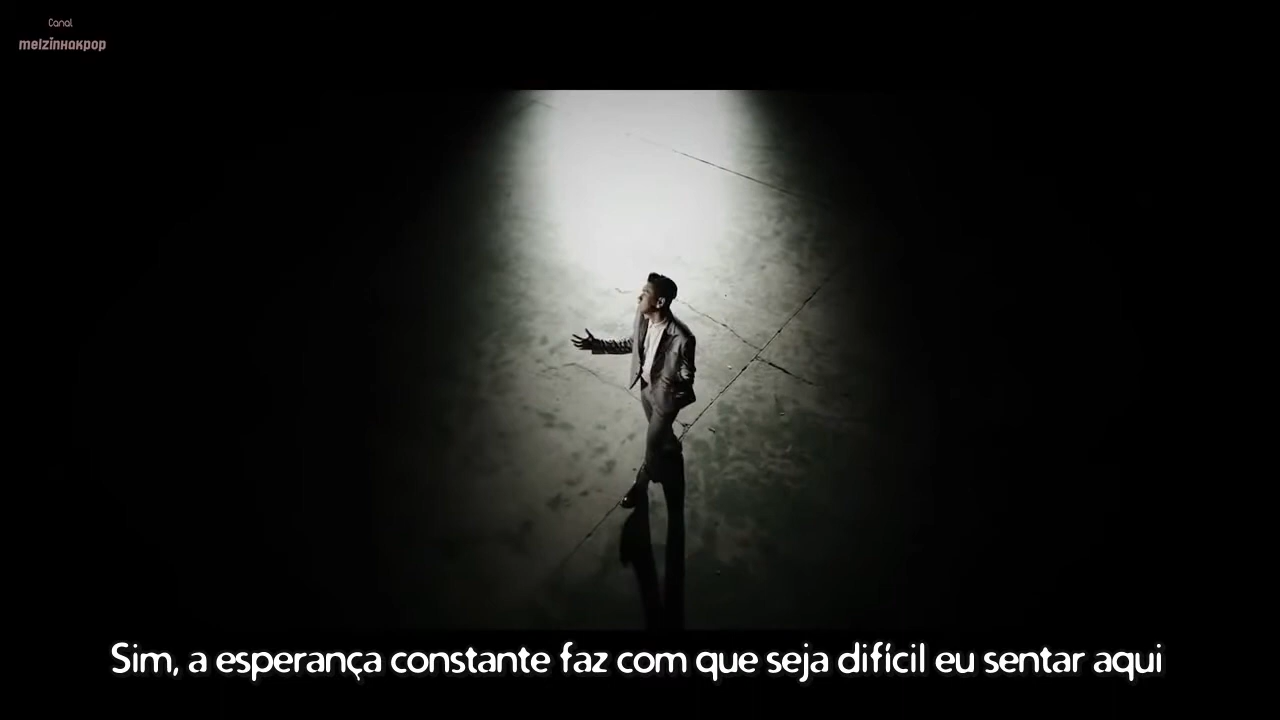 Canal
melzinhakpop
Sim, a esperança constante faz com que seja difícil eu sentar aqui